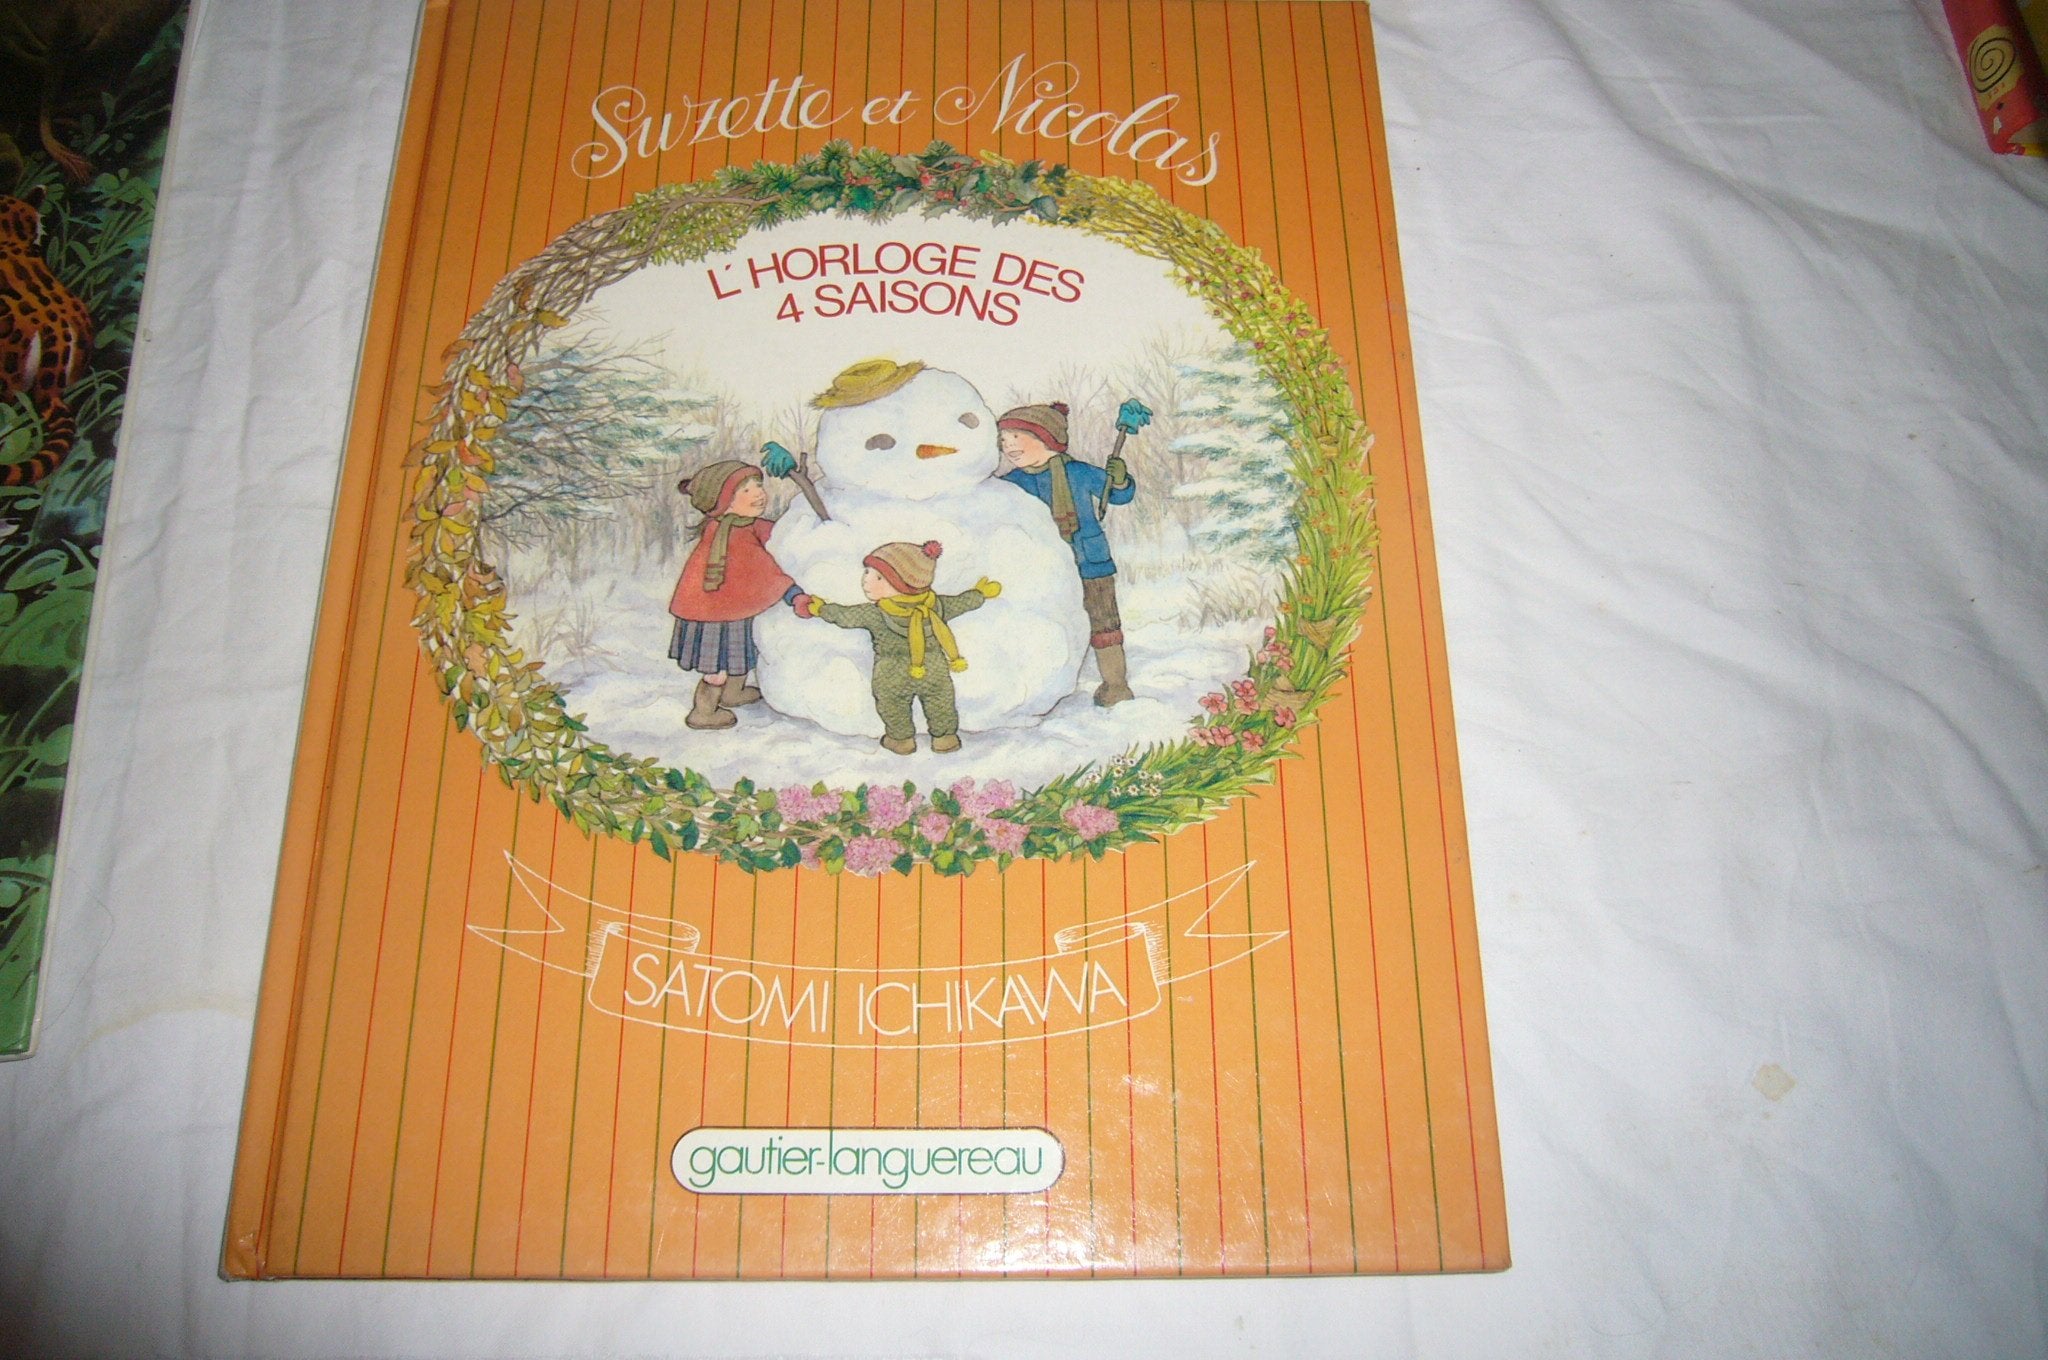 Suzette et Nicolas
L'HORLOGE DES
4 SAISONS
SATOMI ICHIKAWA
gautier-languereau